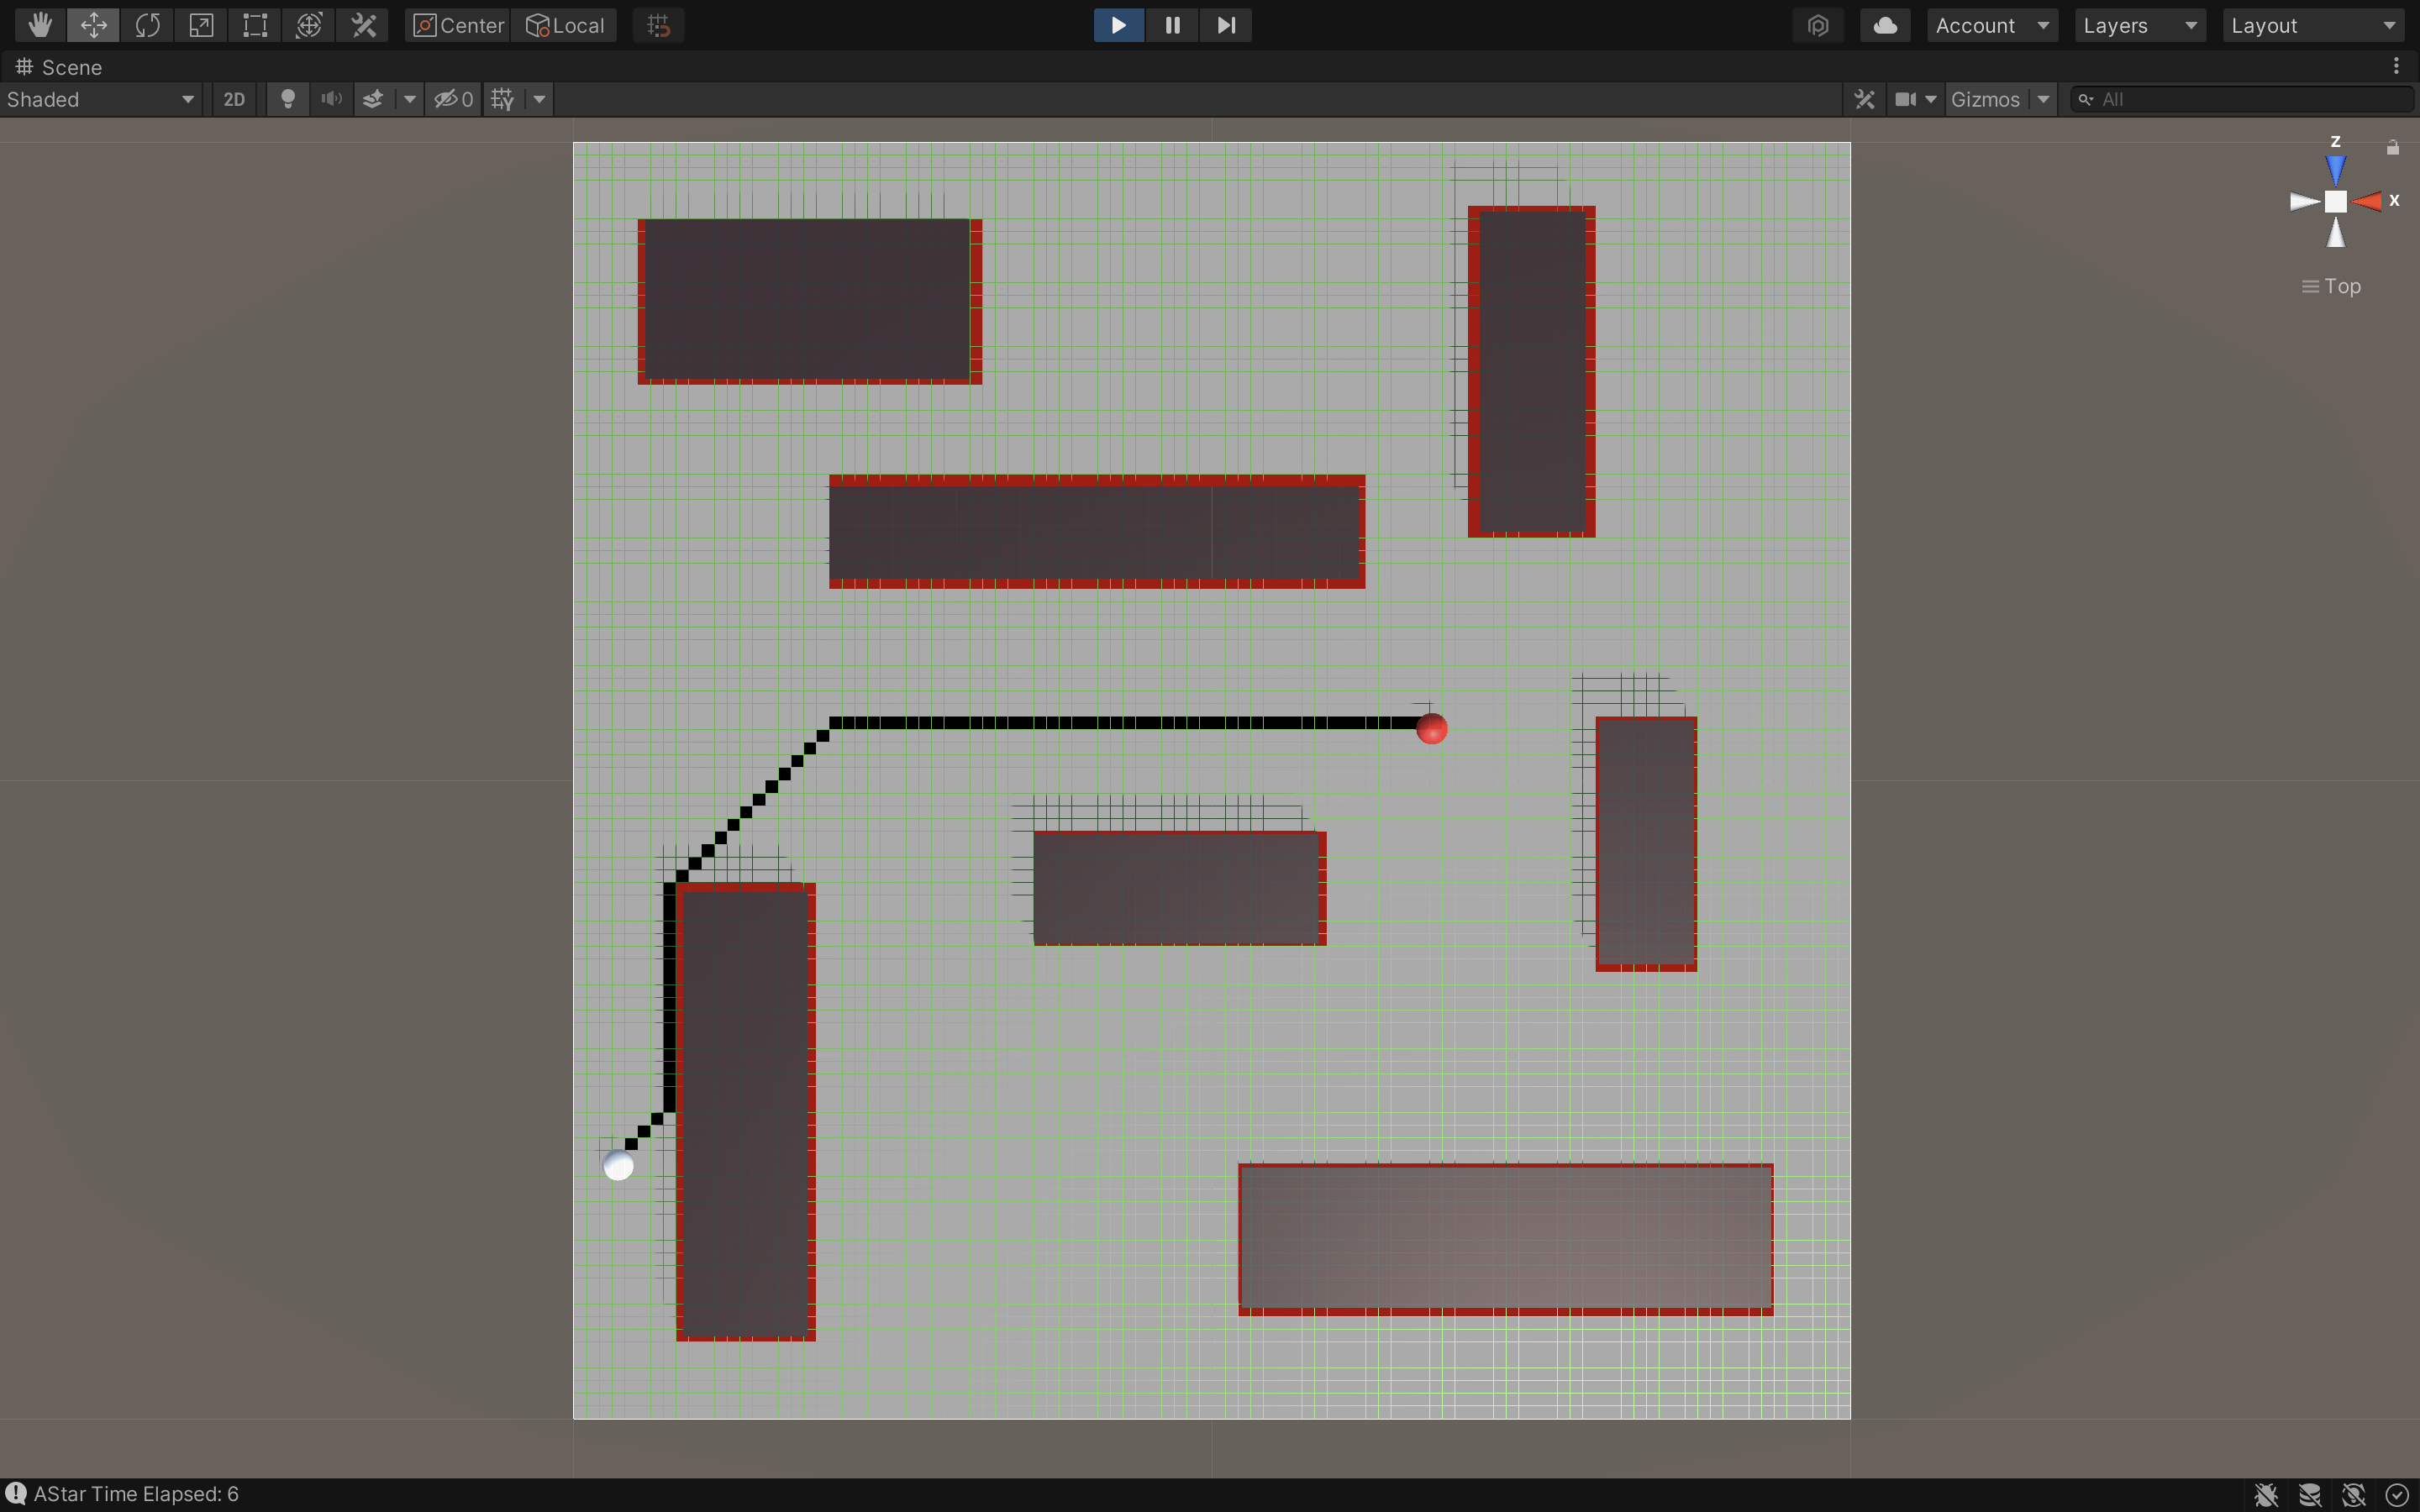 Center Local Account Layers Layout
Scene
Shaded 2D 0 Gizmos All
z
x
Top
AStar Time Elapsed: 6